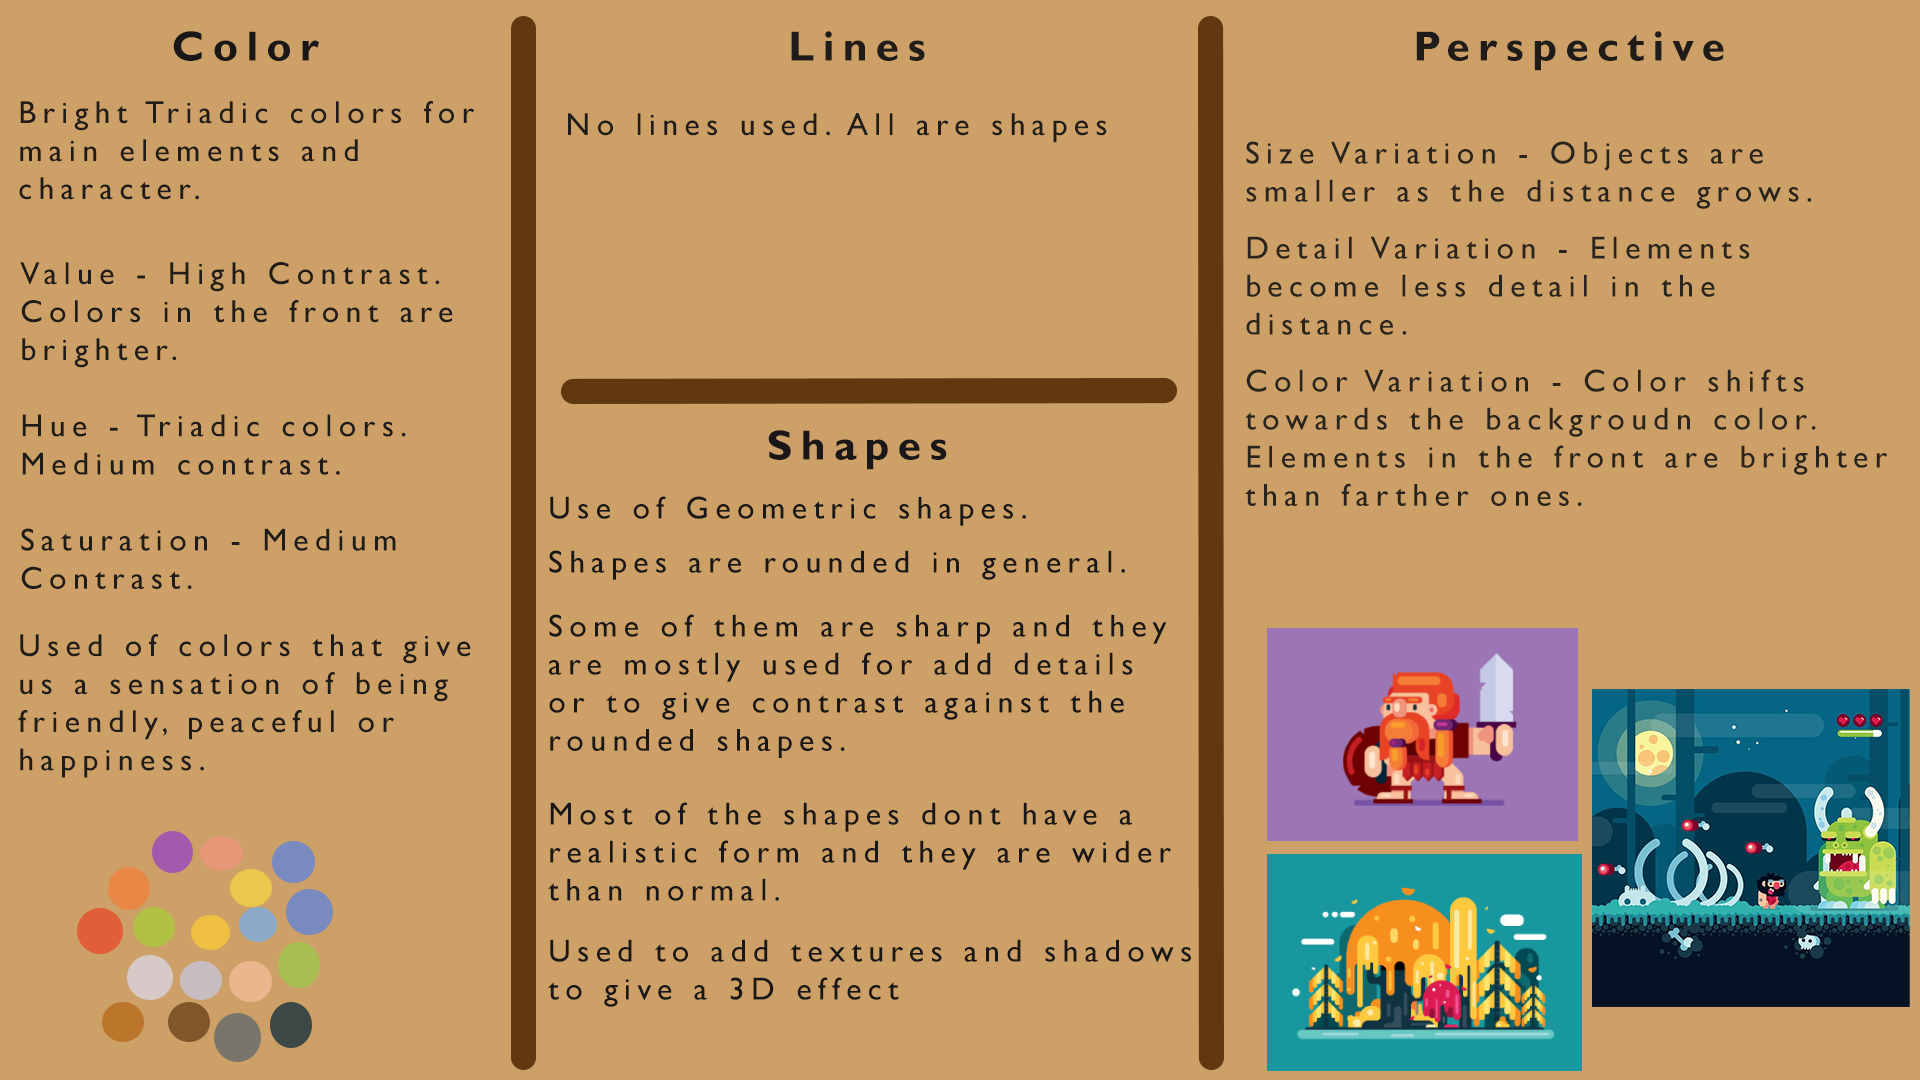 Color
Bright Triadic colors for
main elements and
character.
Value - High Contrast.
Colors in the front are
brighter.
Hue - Triadic colors.
Medium contrast.
Saturation - Medium
Contrast.
Used of colors that give
us a sensation of being
friendly, peaceful or
happiness.
Lines
No lines used. All are shapes
Shapes
Use of Geometric shapes.
Shapes are rounded in general.
Some of them are sharp and they
are mostly used for add details
or to give contrast against the
rounded shapes.
Most of the shapes dont have a
realistic form and they are wider
than normal.
Used to add textures and shadows
to give a 3D effect
Perspective
Size Variation - Objects are
smaller as the distance grows.
Detail Variation - Elements
become less detail in the
distance.
Color Variation - Color shifts
towards the backgroudn color.
Elements in the front are brighter
than farther ones.